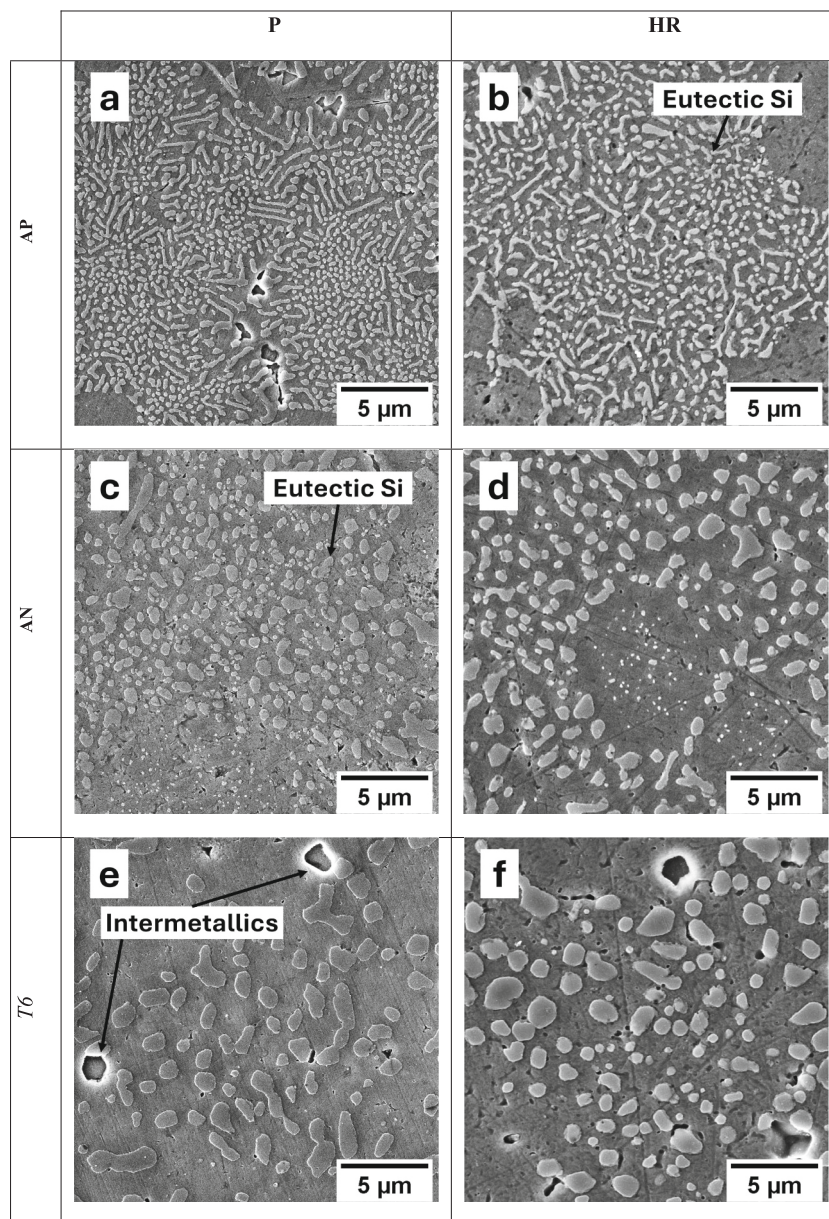 P HR
AP
a
b
Eutectic Si
5 µm
5 µm
AN
c
d
Eutectic Si
5 µm
5 µm
T6
e
f
Intermetallics
5 µm
5 µm